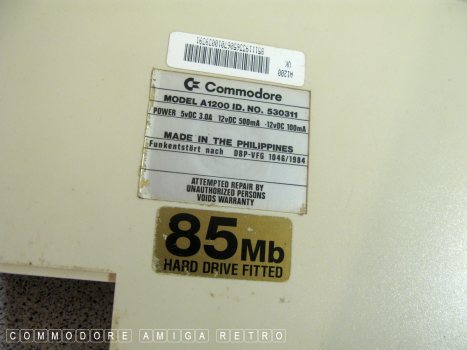 A1200
UK
Commodore
MODEL A1200 ID. NO. 530311
POWER 5vDC 3.0A 12vDC 500mA -12vDC 100mA
MADE IN THE PHILIPPINES
Funkentstört nach DBP-VFG 1046/1984
ATTEMPTED REPAIR BY
UNAUTHORIZED PERSONS
VOIDS WARRANTY
85Mb
HARD DRIVE FITTED
COMMODORE AMIGA RETRO